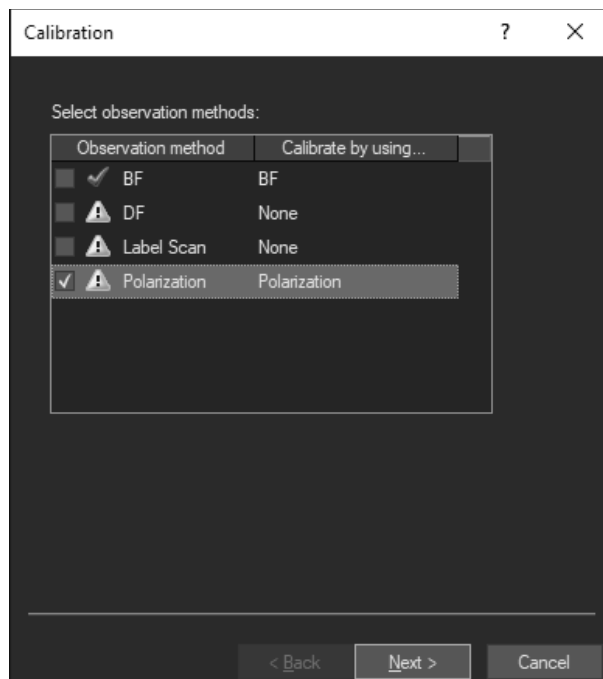 Calibration ?
Select observation methods:
Observation method Calibrate by using...
BF BF
DF None
Label Scan None
Polarization Polarization
< Back Next > Cancel